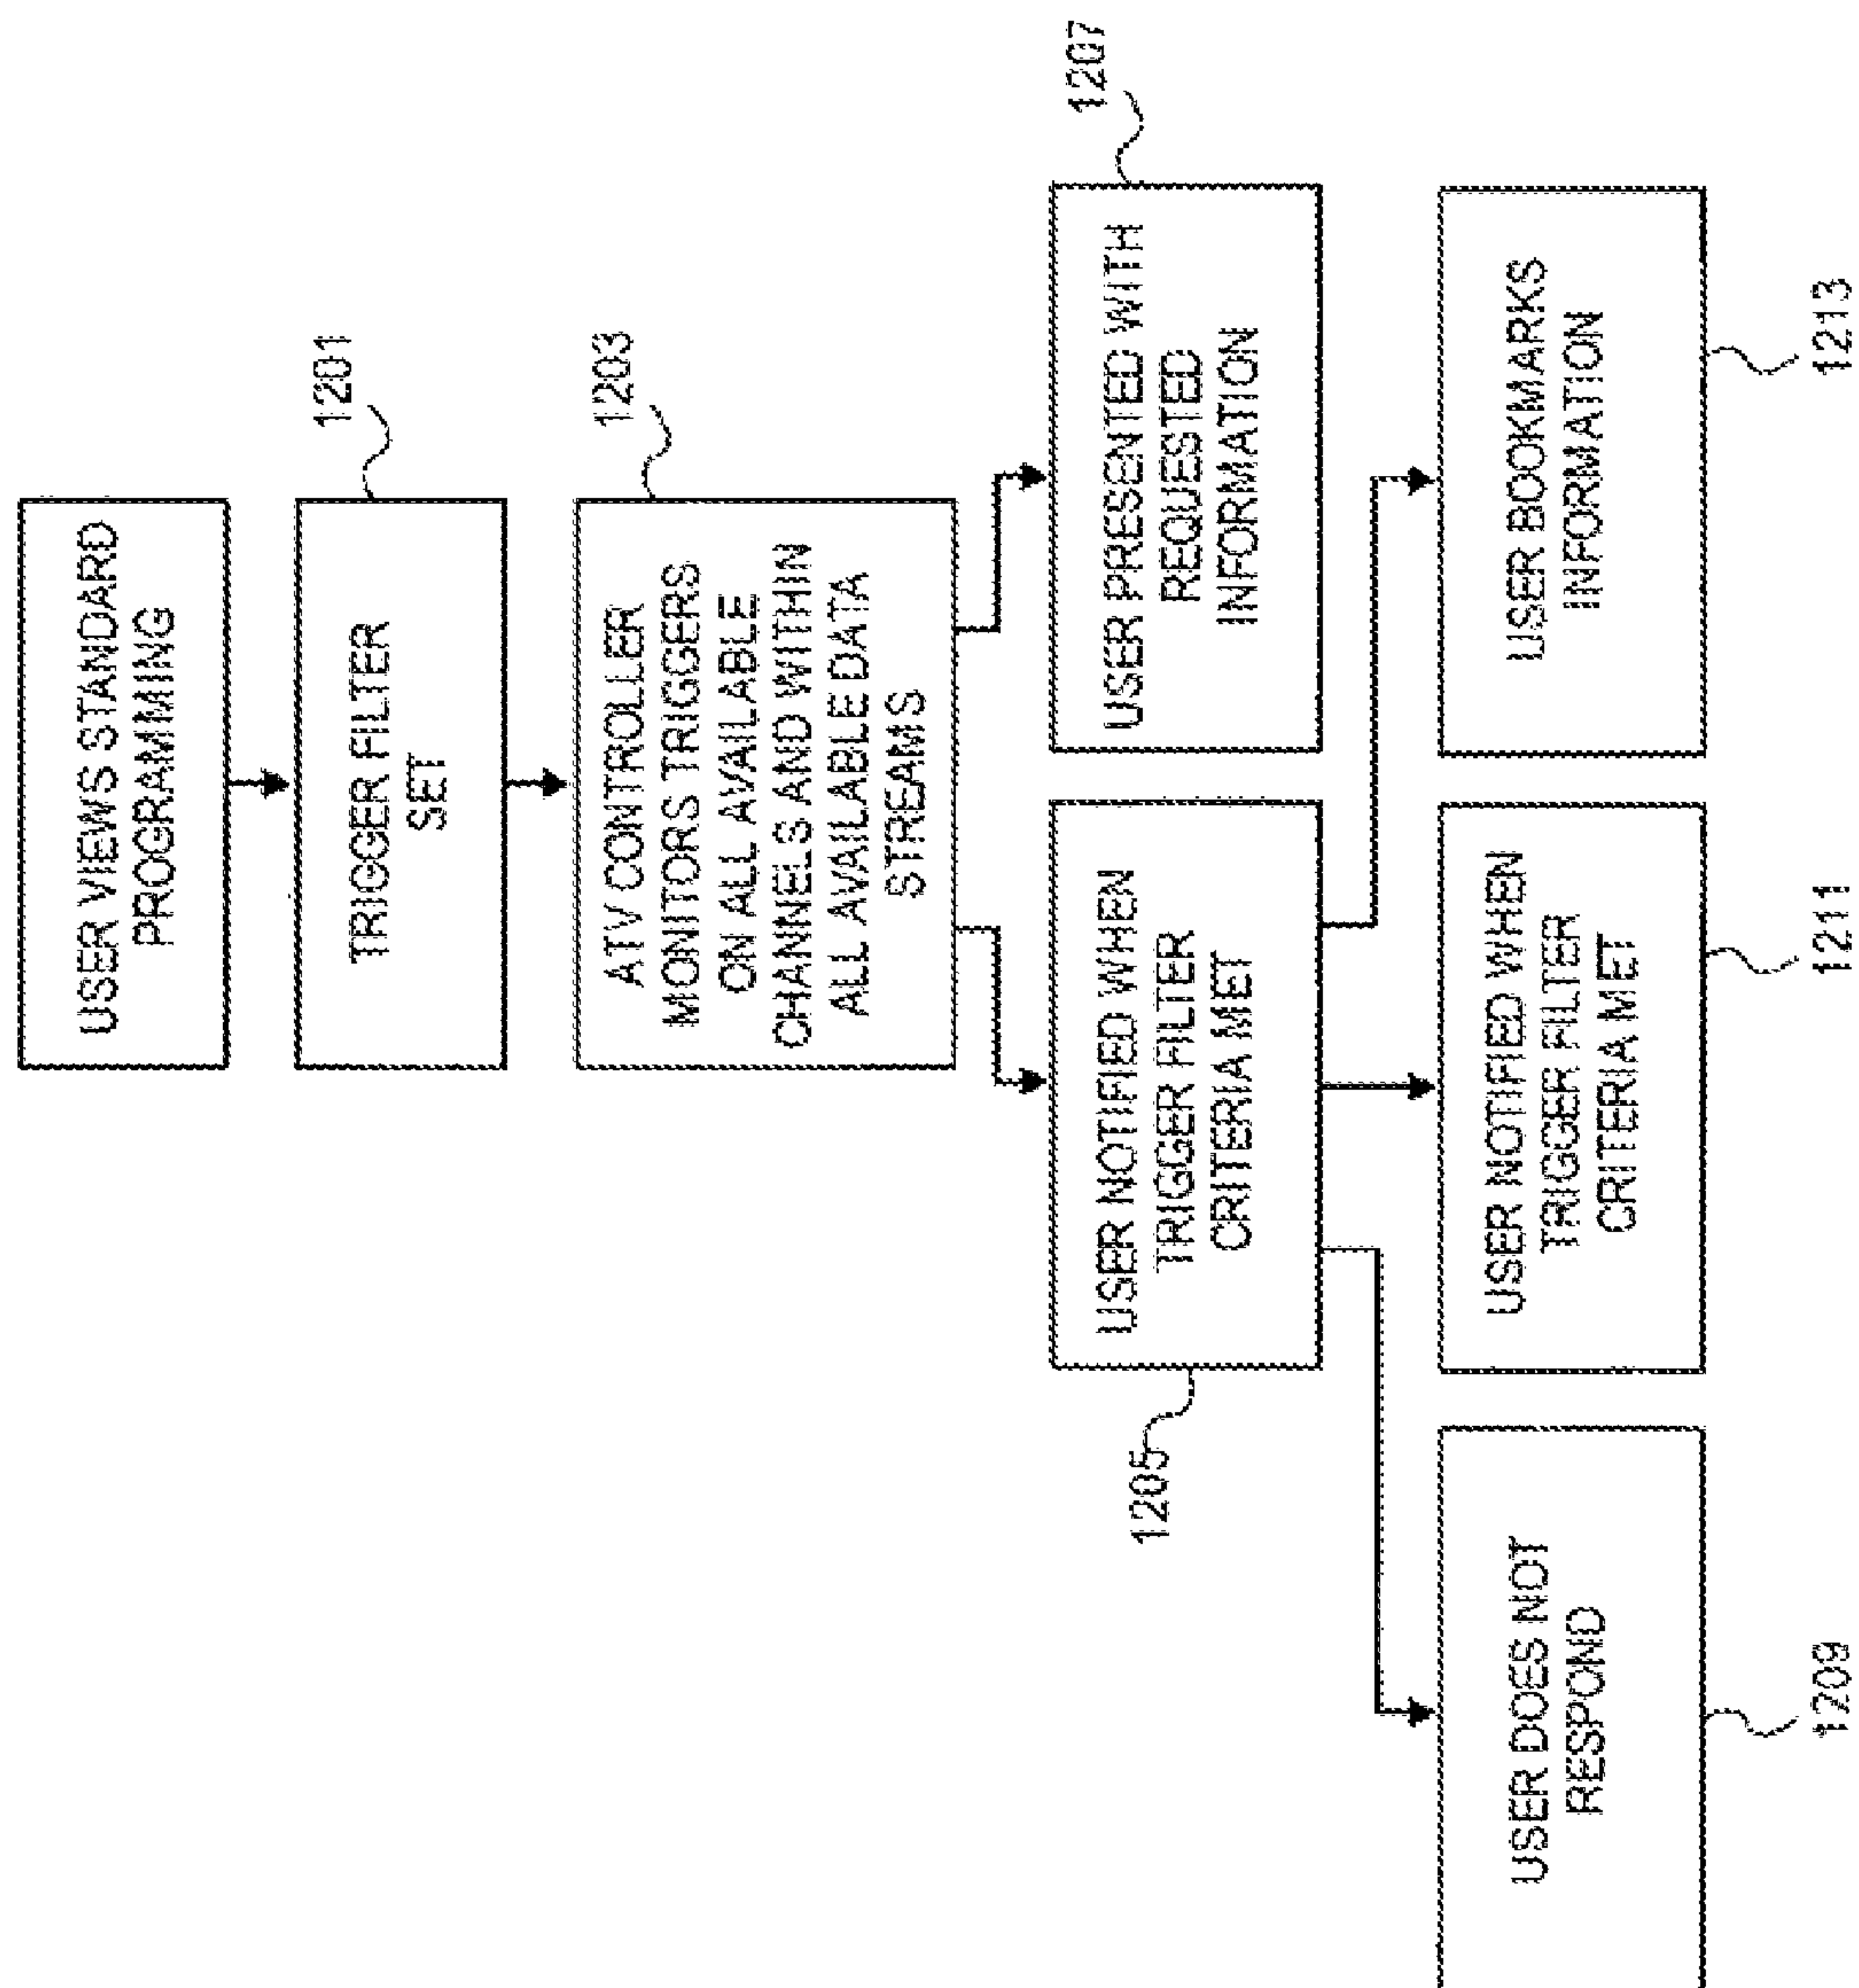 USER VIEWS STANDARD
PROGRAMMING
TRIGGER FILTER
SET
1201
ATV CONTROLLER
MONITORS TRIGGERS
ON ALL AVAILABLE
CHANNELS AND WITHIN
ALL AVAILABLE DATA
STREAMS
1203
USER NOTIFIED WHEN
TRIGGER FILTER
CRITERIA MET
1205
USER PRESENTED WITH
REQUESTED
INFORMATION
1207
USER DOES NOT
RESPOND
1209
USER NOTIFIED WHEN
TRIGGER FILTER
CRITERIA MET
1211
USER BOOKMARKS
INFORMATION
1213